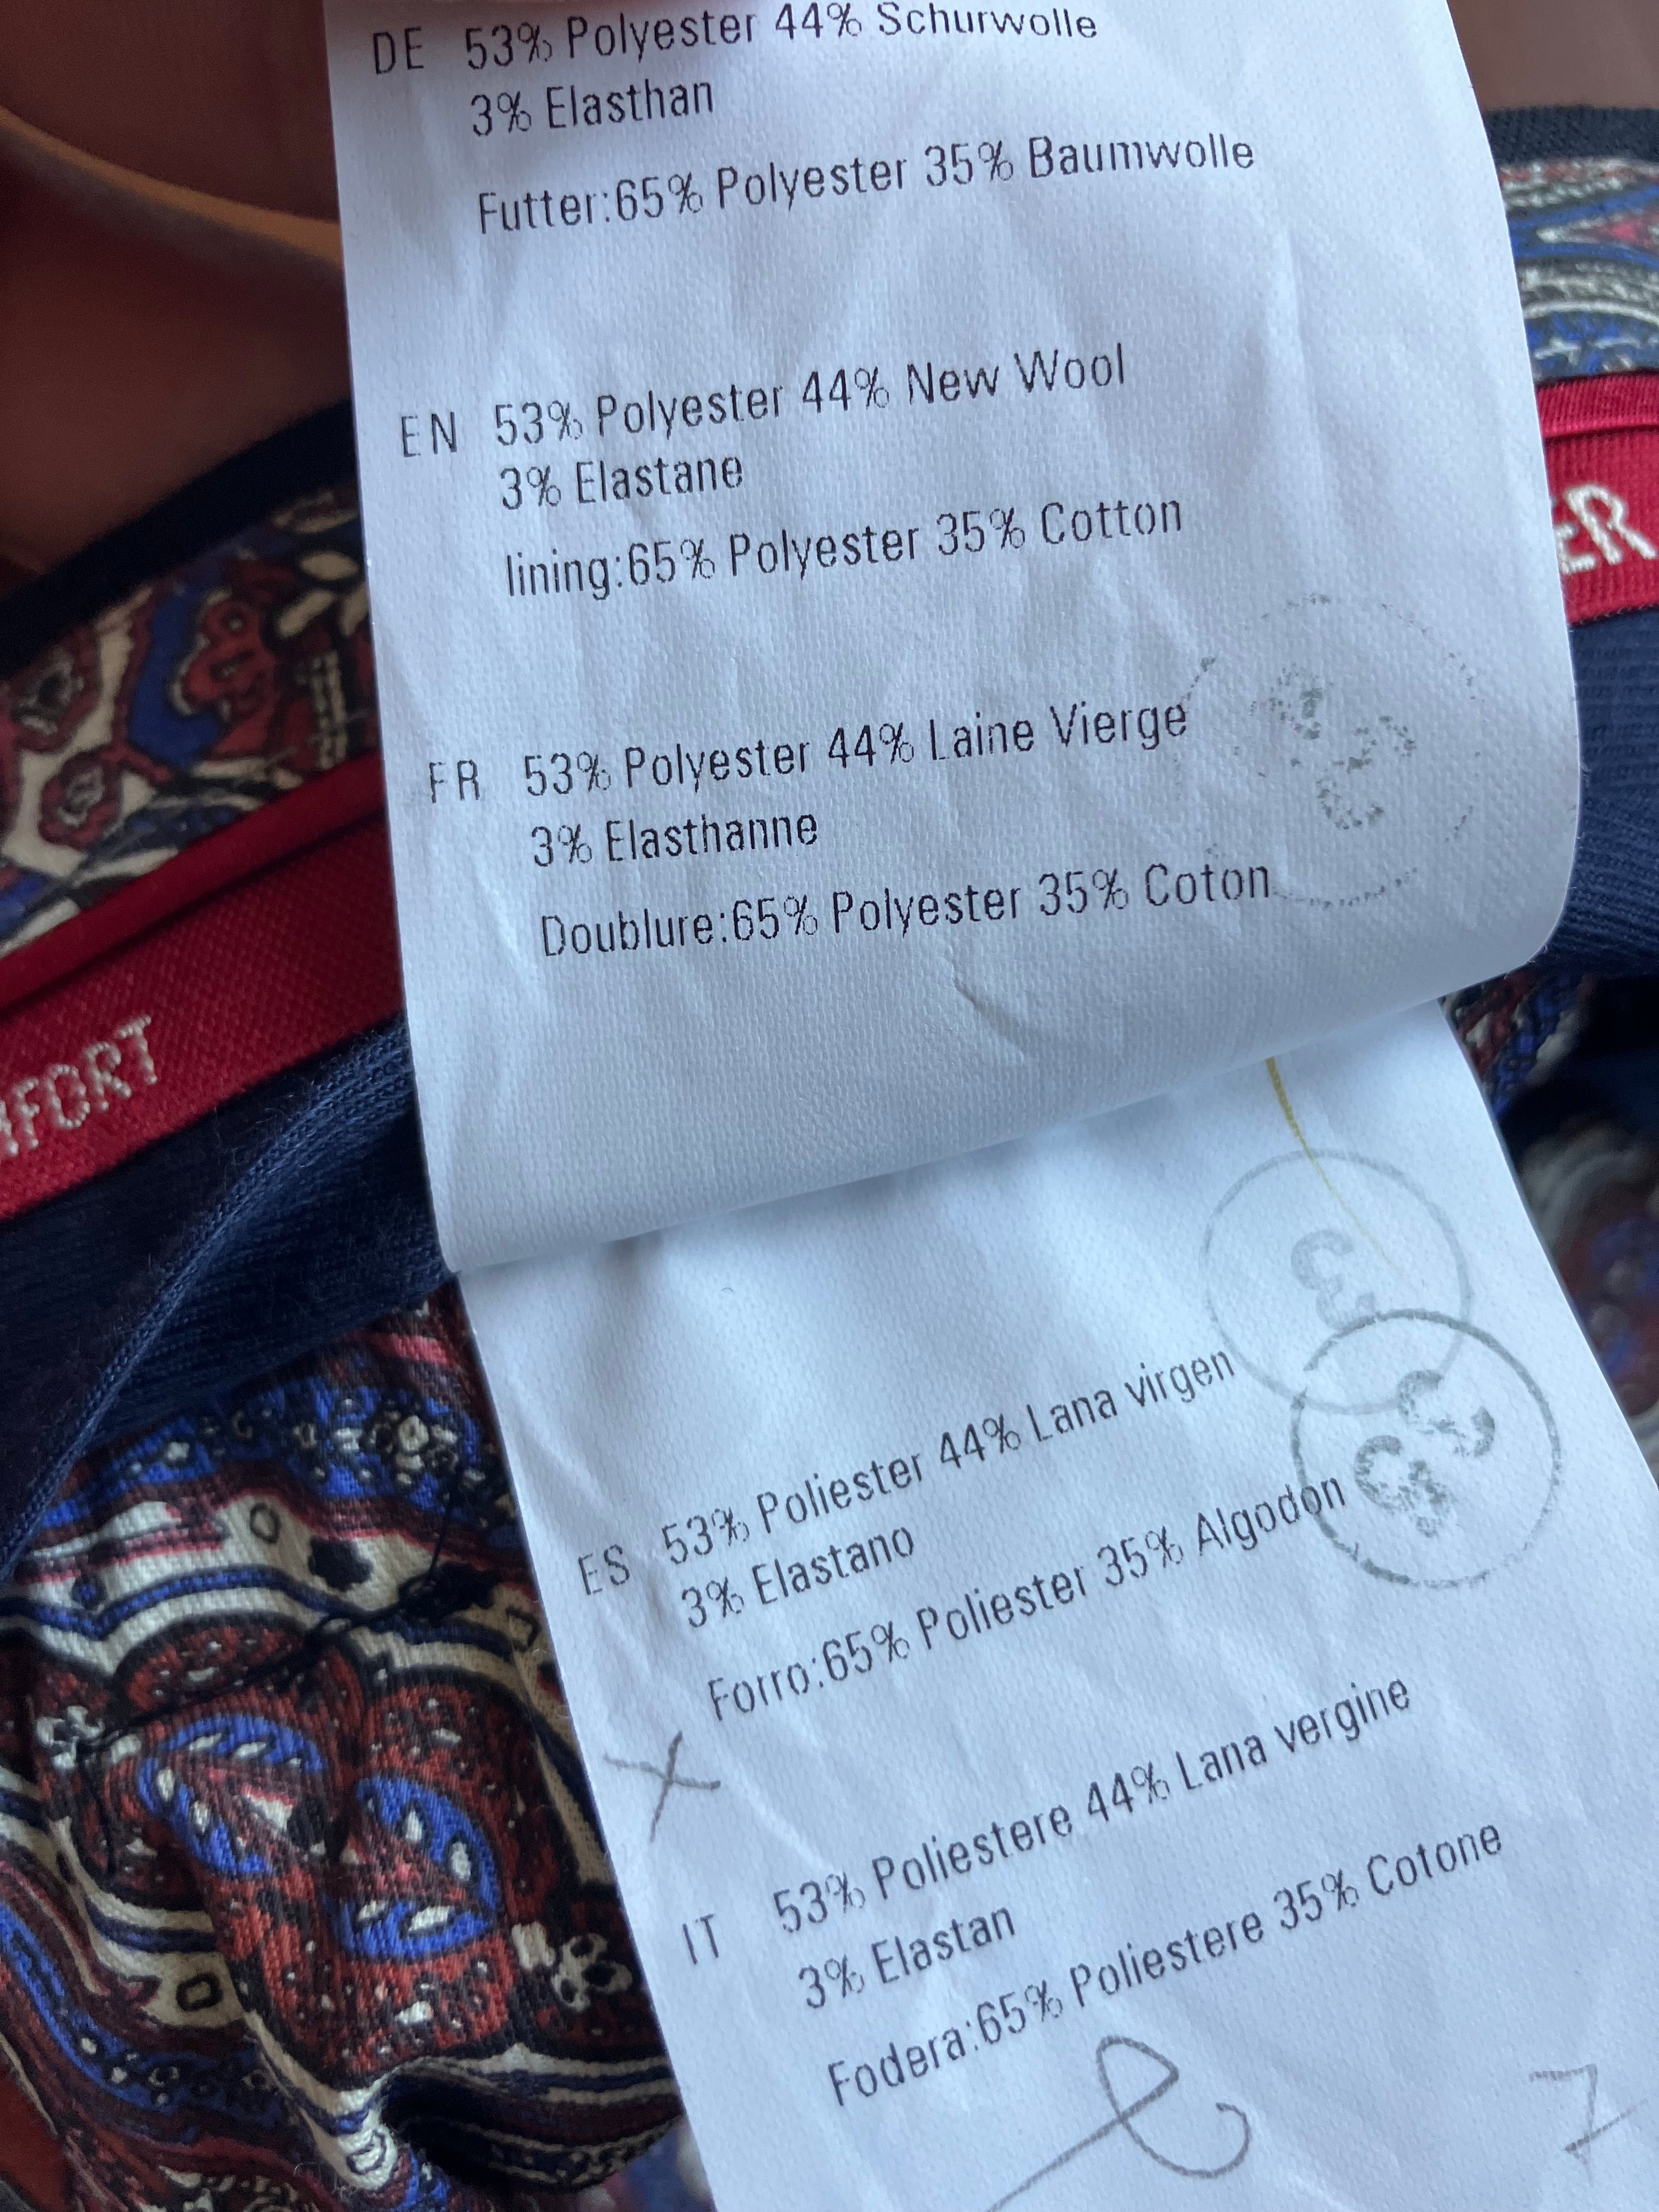 DE 53% Polyester 44% Schurwolle
3% Elasthan
Futter:65% Polyester 35% Baumwolle
EN 53% Polyester 44% New Wool
3% Elastane
lining:65% Polyester 35% Cotton
FR 53% Polyester 44% Laine Vierge
3% Elasthanne
Doublure:65% Polyester 35% Coton
ES 53% Poliester 44% Lana virgen
3% Elastano
Forro:65% Poliester 35% Algodon
IT 53% Poliestere 44% Lana vergine
3% Elastan
Fodera:65% Poliestere 35% Cotone
7